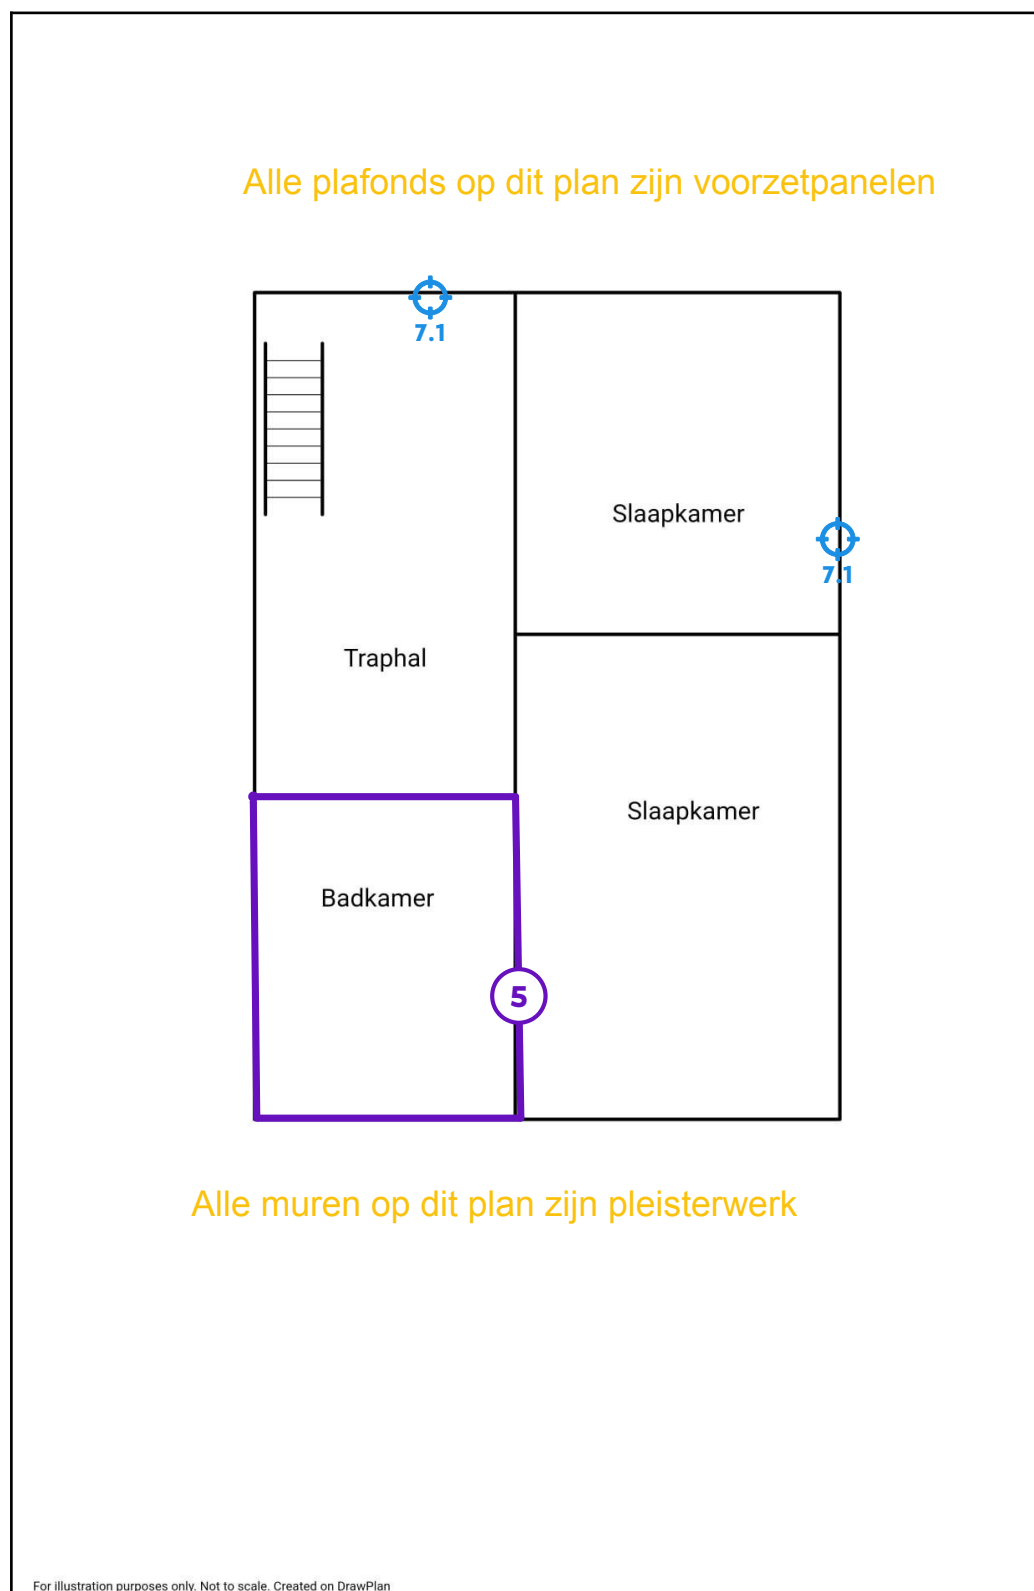 Alle plafonds op dit plan zijn voorzetpanelen
7.1
Slaapkamer
7.1
Traphal
Slaapkamer
Badkamer
5
Alle muren op dit plan zijn pleisterwerk
For illustration purposes only. Not to scale. Created on DrawPlan